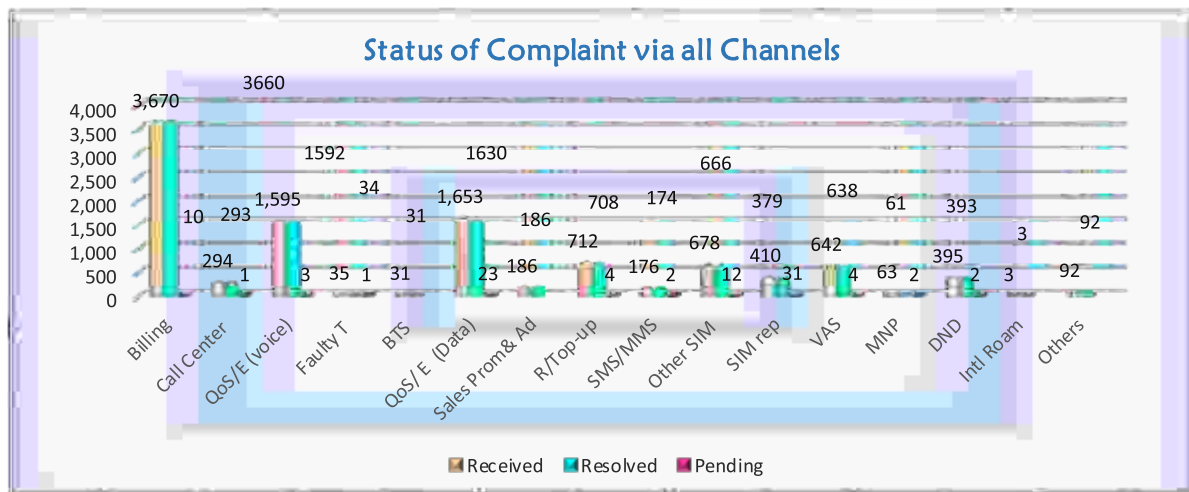 Status of Complaint via all Channels
4,000
3,500
3,000
2,500
2,000
1,500
1,000
500
0
3,670 3660 10
294 293 1
1,595 1592 3
35 34 1
31 31
1,653 1630 23
186 186
712 708 4
176 174 2
678 666 12
410 379 31
642 638 4
63 61 2
395 393 2
3 3
92 92
Billing
Call Center
QoS/E (voice)
Faulty T
BTS
QoS/ E (Data)
Sales Prom& Ad
R/Top-up
SMS/MMS
Other SIM
SIM rep
VAS
MNP
DND
Intl Roam
Others
Received Resolved Pending